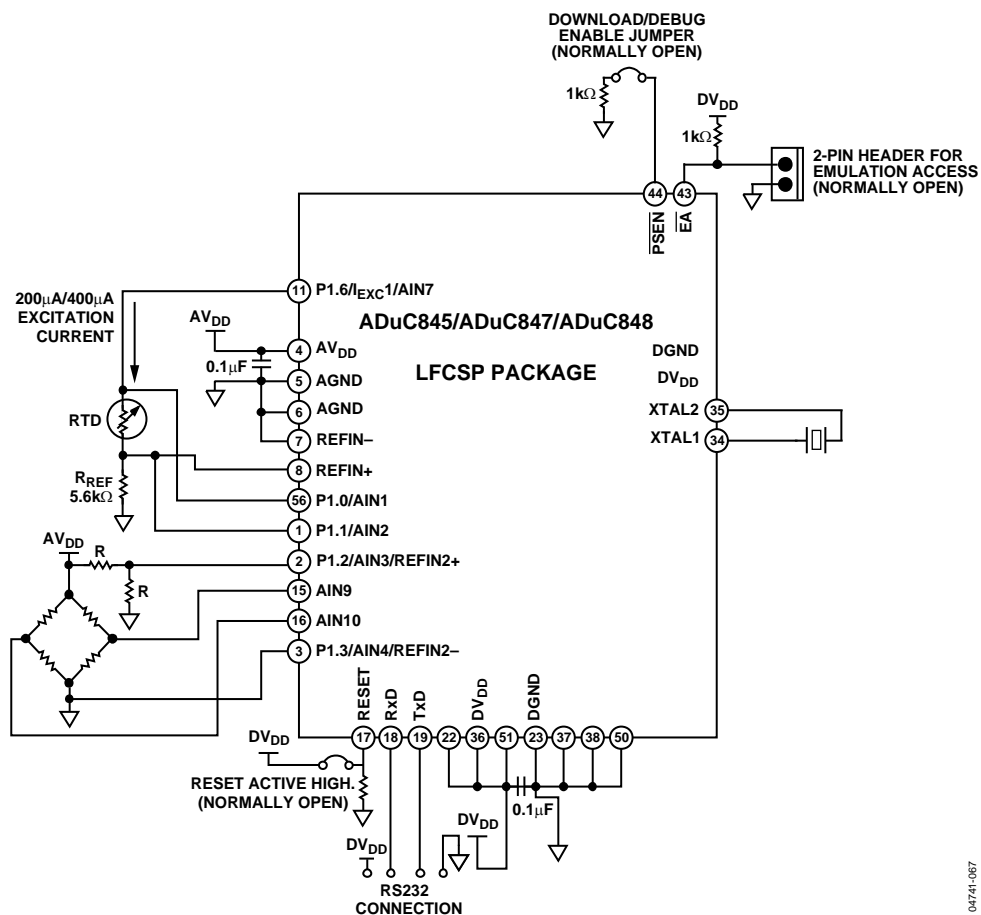 DOWNLOAD/DEBUG
ENABLE JUMPER
(NORMALLY OPEN)
1kΩ
DVDD
1kΩ
2-PIN HEADER FOR
EMULATION ACCESS
(NORMALLY OPEN)
44
43
PSEN
EA
200µA/400µA
EXCITATION
CURRENT
11 P1.6/IEXC1/AIN7
ADuC845/ADuC847/ADuC848
LFCSP PACKAGE
AVDD
4 AVDD
0.1µF
5 AGND
6 AGND
7 REFIN–
8 REFIN+
56 P1.0/AIN1
1 P1.1/AIN2
2 P1.2/AIN3/REFIN2+
15 AIN9
16 AIN10
3 P1.3/AIN4/REFIN2–
RTD
RREF
5.6kΩ
AVDD
R
R
DGND
DVDD
XTAL2
35
XTAL1
34
RESET
RxD
TxD
DVDD
DGND
17
18
19
22
36
51
23
37
38
50
DVDD
RESET ACTIVE HIGH.
(NORMALLY OPEN)
0.1µF
DVDD
DVDD
RS232
CONNECTION
04741-067